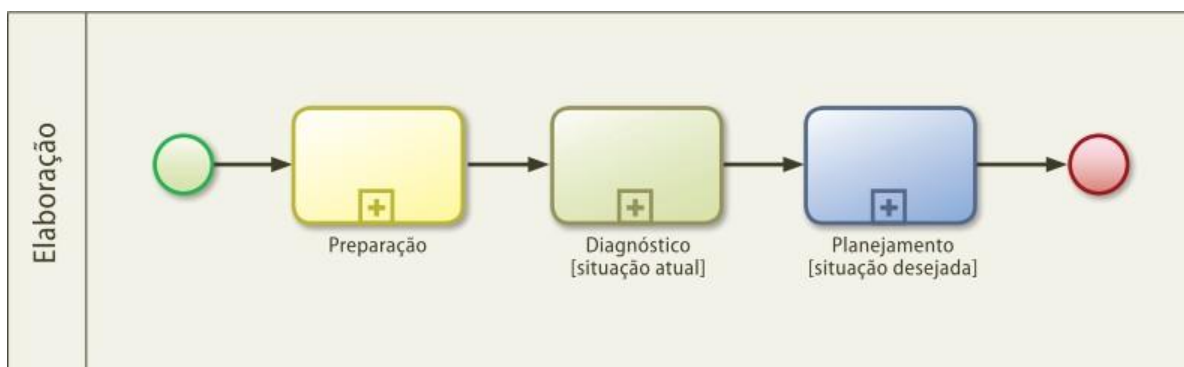 Elaboração
Preparação
Diagnóstico
[situação atual]
Planejamento
[situação desejada]